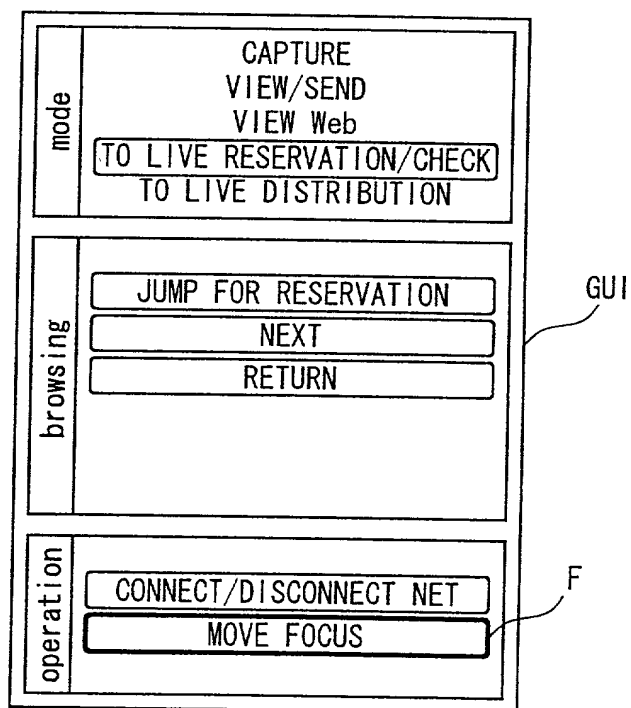 mode
CAPTURE
VIEW/SEND
VIEW Web
TO LIVE RESERVATION/CHECK
TO LIVE DISTRIBUTION
browsing
JUMP FOR RESERVATION
NEXT
RETURN
GUI
operation
CONNECT/DISCONNECT NET
MOVE FOCUS
F